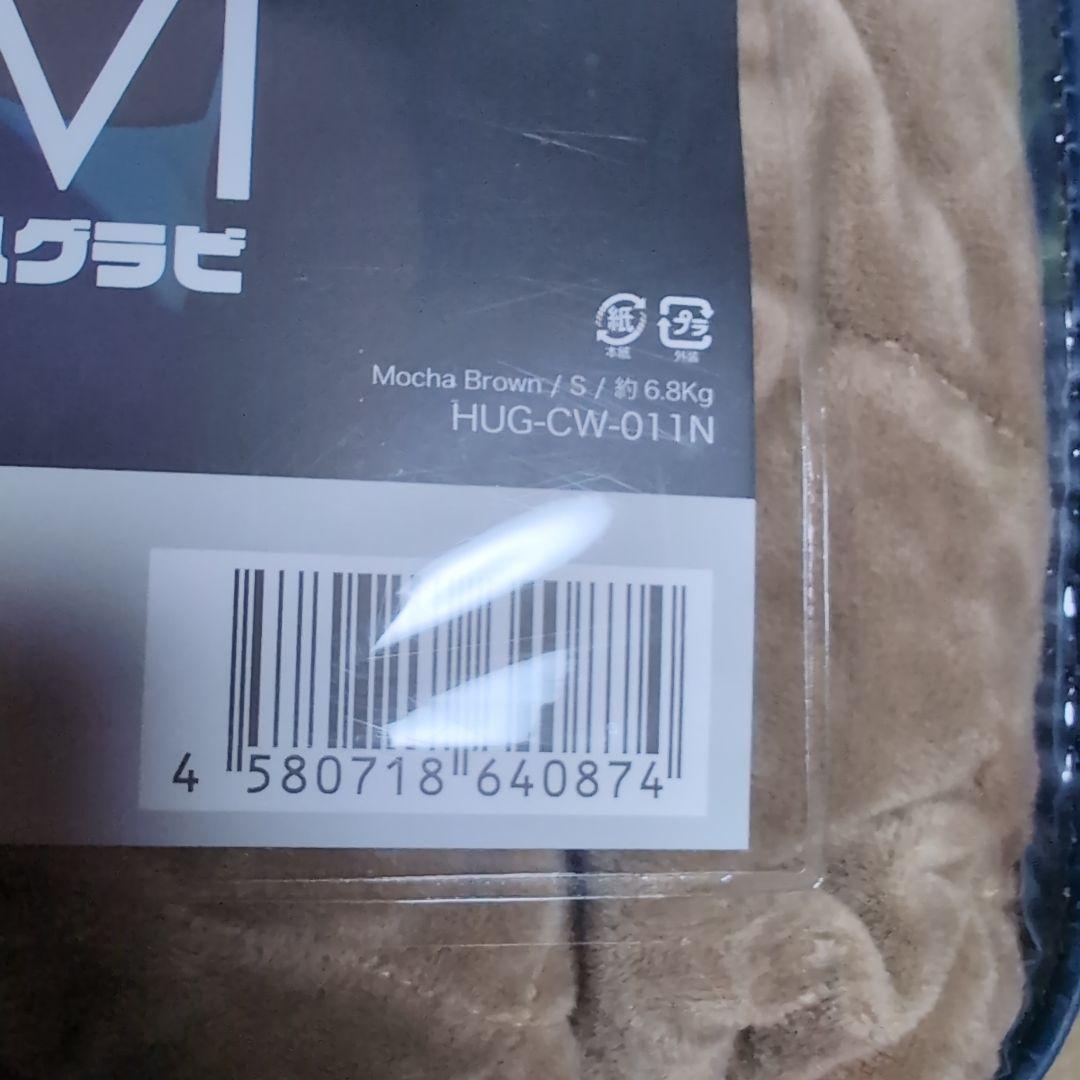 グラビ
紙 プラ
本紙 外装
Mocha Brown / S / 約 6.8Kg
HUG-CW-011N
4 580718 640874